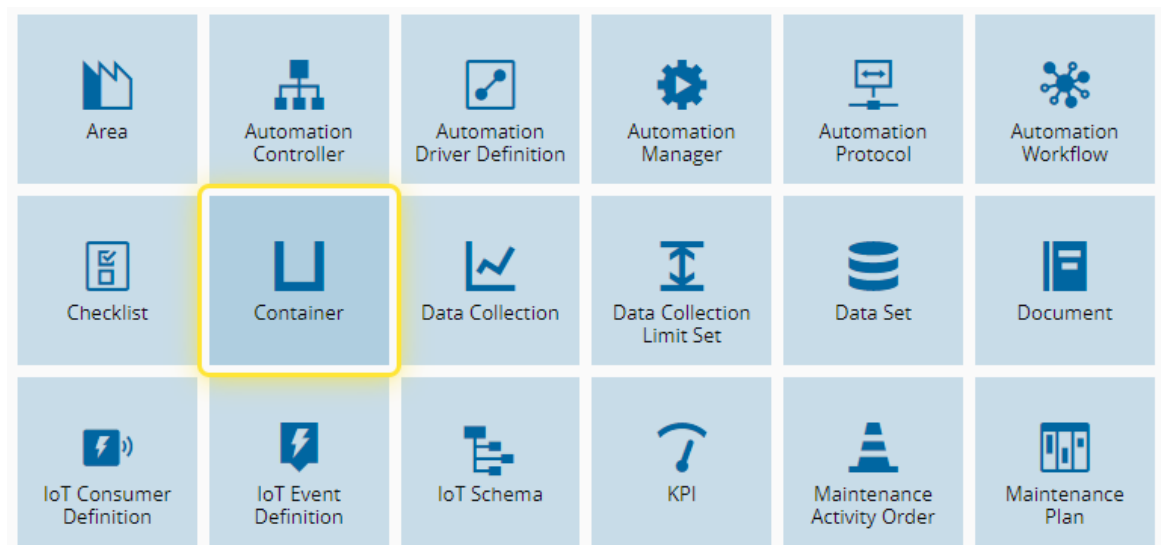 Area
Automation
Controller
Automation
Driver Definition
Automation
Manager
Automation
Protocol
Automation
Workflow
Checklist
Container
Data Collection
Data Collection
Limit Set
Data Set
Document
IoT Consumer
Definition
IoT Event
Definition
IoT Schema
KPI
Maintenance
Activity Order
Maintenance
Plan